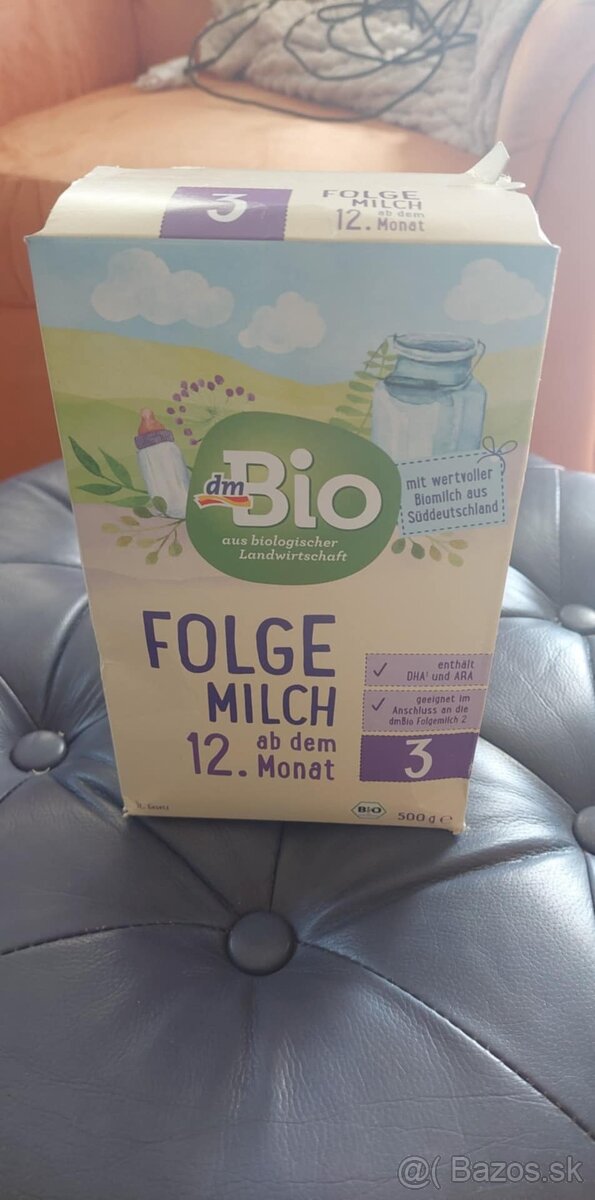 3
FOLGE
MILCH
ab dem
12. Monat
dm
Bio
aus biologischer
Landwirtschaft
mit wertvoller
Biomilch aus
Süddeutschland
FOLGE
MILCH
ab dem
12. Monat
enthält
DHA¹ und ARA
geeignet im
Anschluss an die
dmBio Folgemilch 2
3
BIO
500 g ℮
@( Bazos.sk